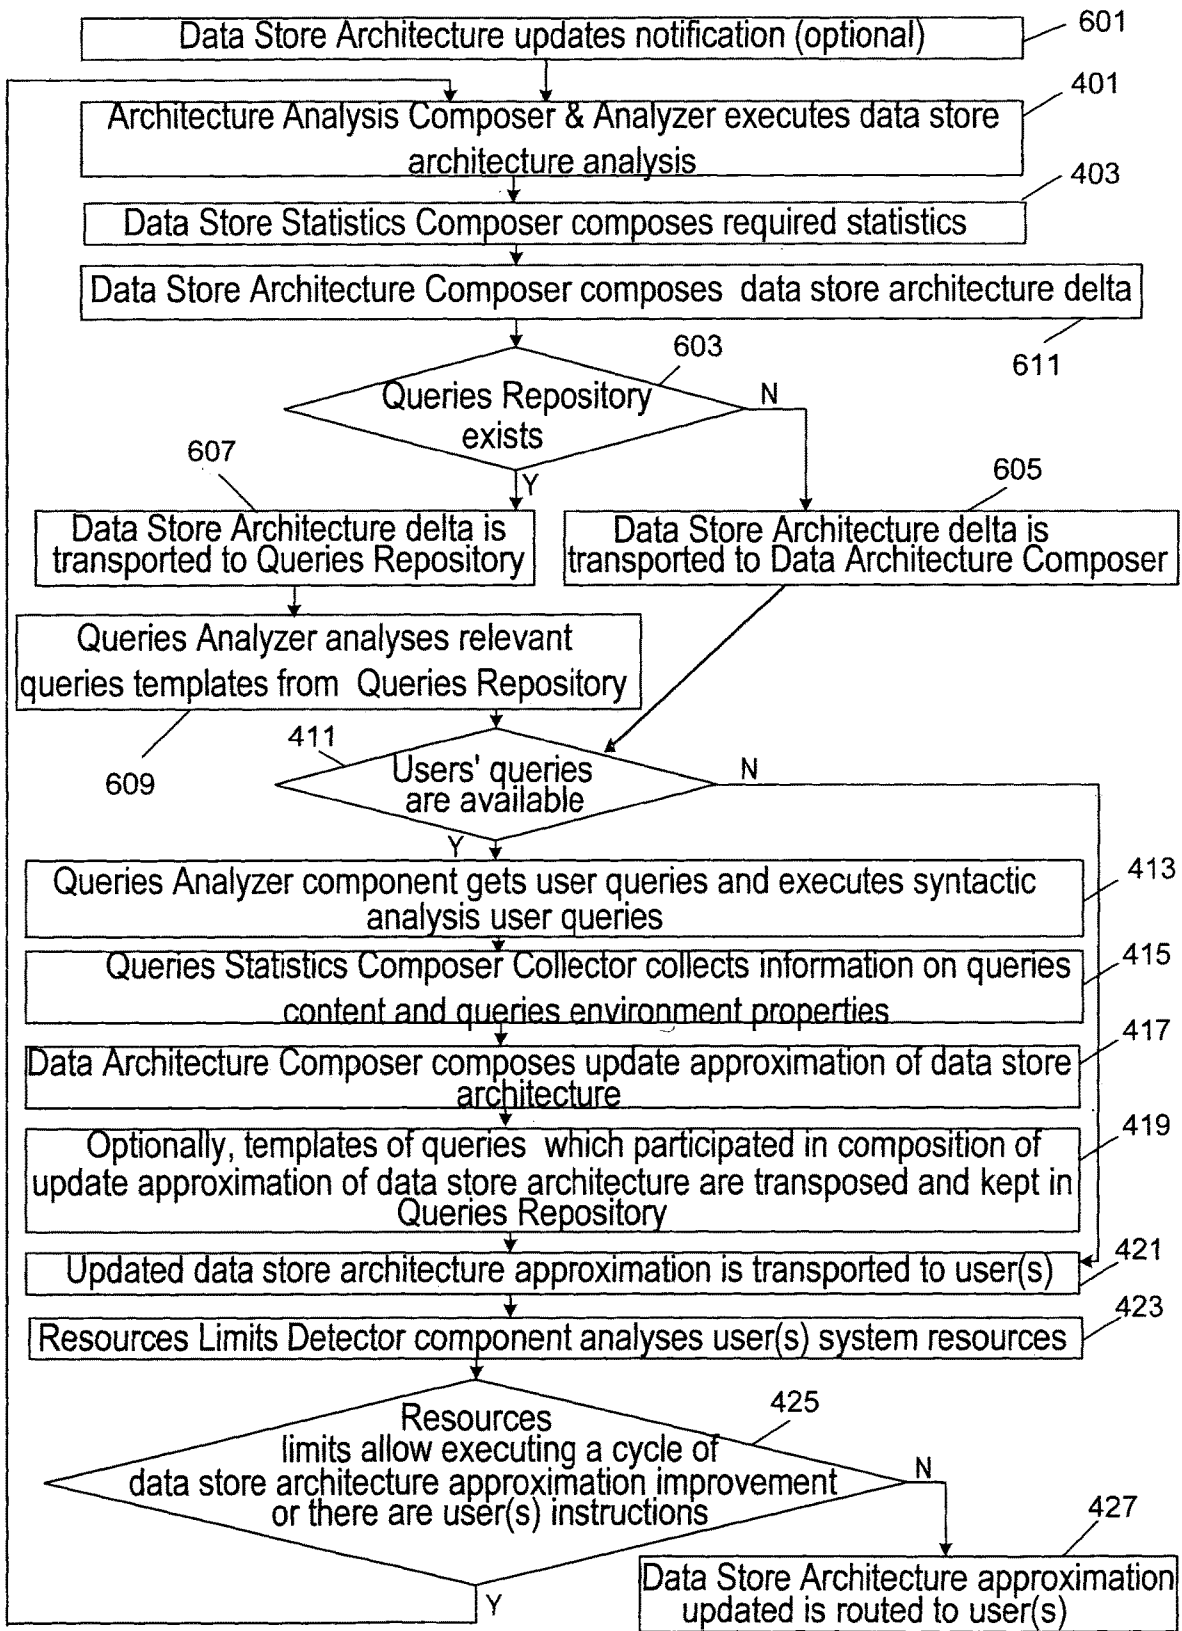 Data Store Architecture updates notification (optional)
601
401
Architecture Analysis Composer & Analyzer executes data store
architecture analysis
403
Data Store Statistics Composer composes required statistics
Data Store Architecture Composer composes data store architecture delta
611
603
Queries Repository
exists
N
Y
607
605
Data Store Architecture delta is
transported to Queries Repository
Data Store Architecture delta is
transported to Data Architecture Composer
Queries Analyzer analyses relevant
queries templates from Queries Repository
609
411
Users' queries
are available
N
Y
413
Queries Analyzer component gets user queries and executes syntactic
analysis user queries
415
Queries Statistics Composer Collector collects information on queries
content and queries environment properties
417
Data Architecture Composer composes update approximation of data store
architecture
419
Optionally, templates of queries which participated in composition of
update approximation of data store architecture are transposed and kept in
Queries Repository
421
Updated data store architecture approximation is transported to user(s)
423
Resources Limits Detector component analyses user(s) system resources
425
Resources
limits allow executing a cycle of
data store architecture approximation improvement
or there are user(s) instructions
N
Y
427
Data Store Architecture approximation
updated is routed to user(s)